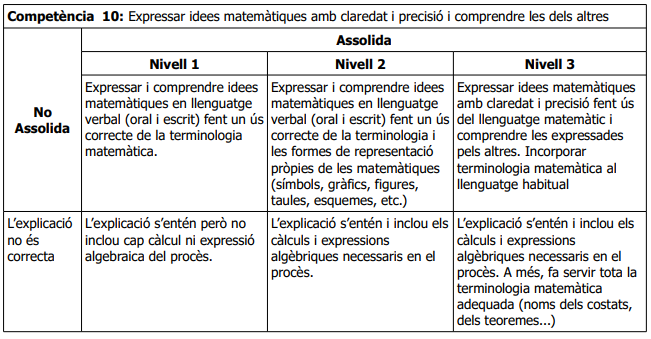 Competència 10: Expressar idees matemàtiques amb claredat i precisió i comprendre les dels altres
No
Assolida
Assolida
Nivell 1
Nivell 2
Nivell 3
Expressar i comprendre idees
matemàtiques en llenguatge
verbal (oral i escrit) fent un ús
correcte de la terminologia
matemàtica.
Expressar i comprendre idees
matemàtiques en llenguatge
verbal (oral i escrit) fent un ús
correcte de la terminologia i
les formes de representació
pròpies de les matemàtiques
(símbols, gràfics, figures,
taules, esquemes, etc.)
Expressar idees matemàtiques
amb claredat i precisió fent ús
del llenguatge matemàtic i
comprendre les expressades
pels altres. Incorporar
terminologia matemàtica al
llenguatge habitual
L'explicació
no és
correcta
L'explicació s'entén però no
inclou cap càlcul ni expressió
algebraica del procès.
L'explicació s'entén i inclou els
càlculs i expressions
algèbriques necessaris en el
procès.
L'explicació s'entén i inclou els
càlculs i expressions
algèbriques necessaris en el
procès. A més, fa servir tota la
terminologia matemàtica
adequada (noms dels costats,
dels teoremes...)